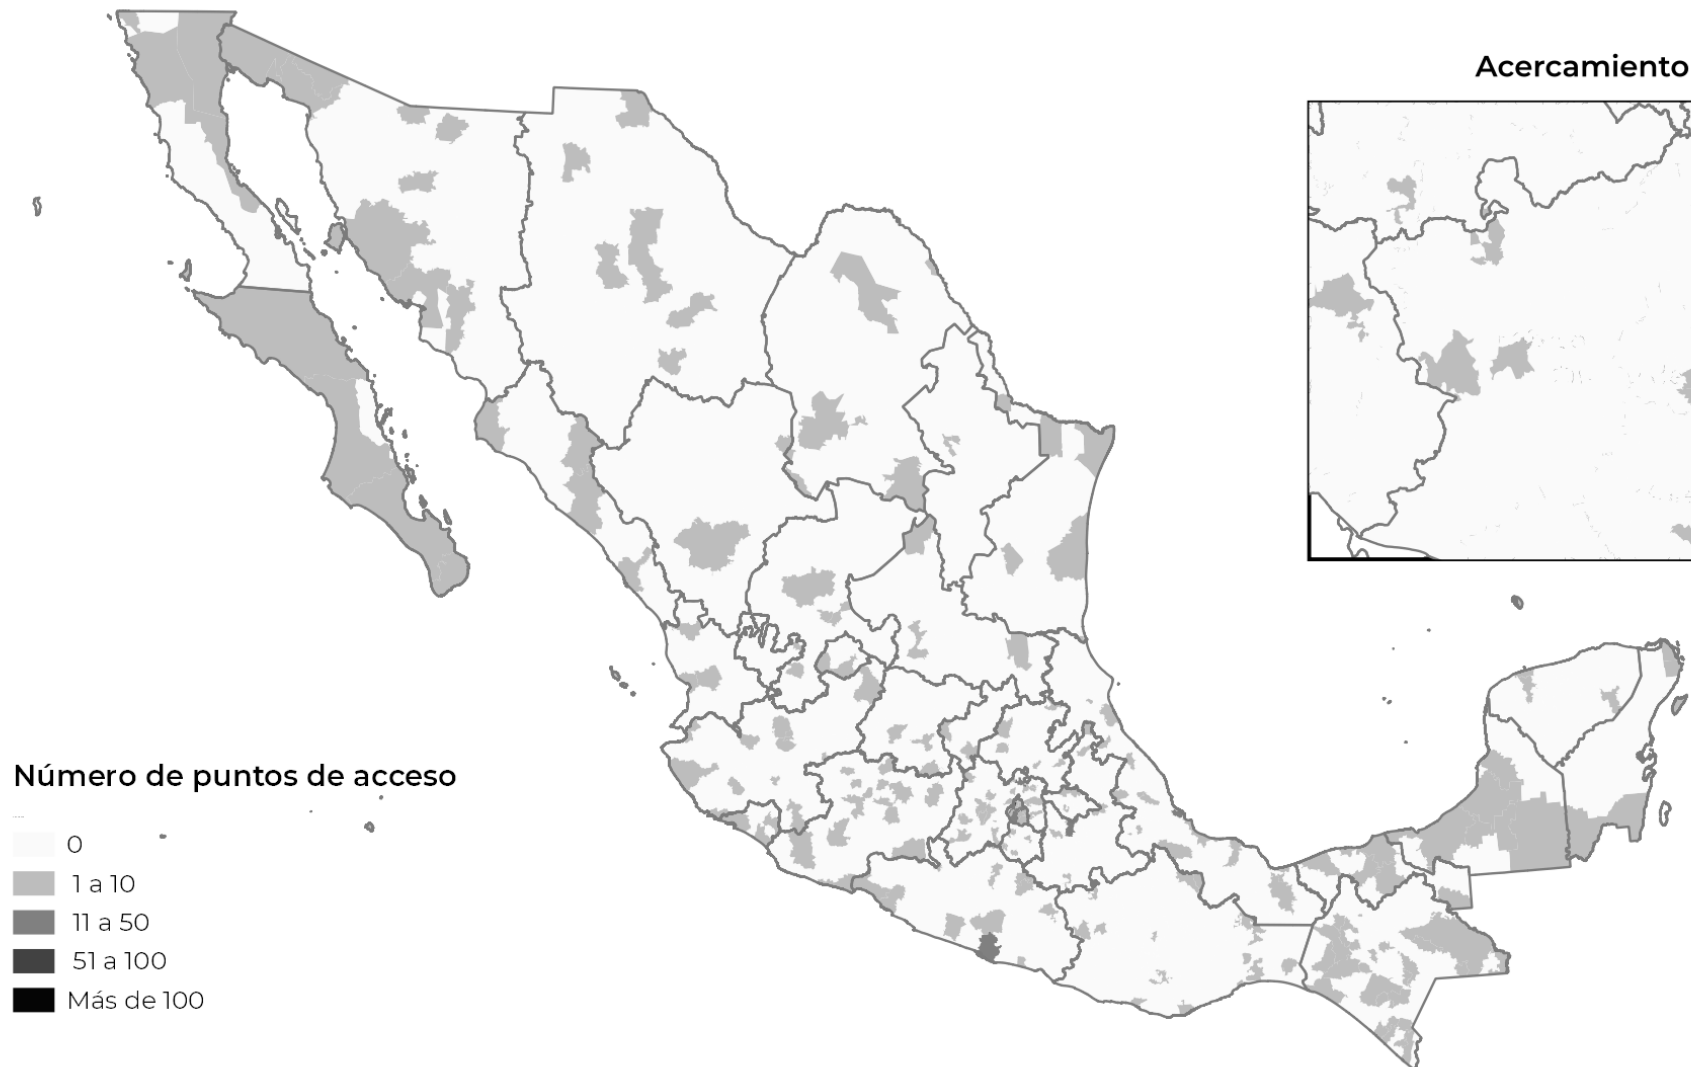 Acercamiento
Número de puntos de acceso
0
1 a 10
11 a 50
51 a 100
Más de 100